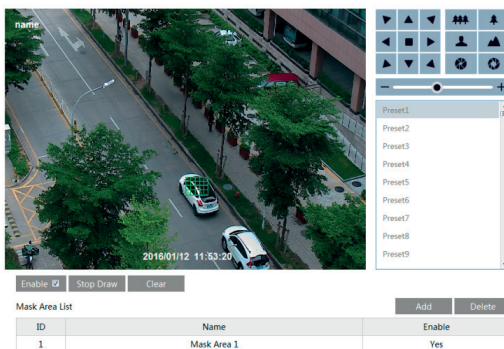 name
Preset1
Preset2
Preset3
Preset4
Preset5
Preset6
Preset7
Preset8
Preset9
2016/01/12 11:53:20
Enable Stop Draw Clear
Mask Area List Add Delete
ID Name Enable
1 Mask Area 1 Yes